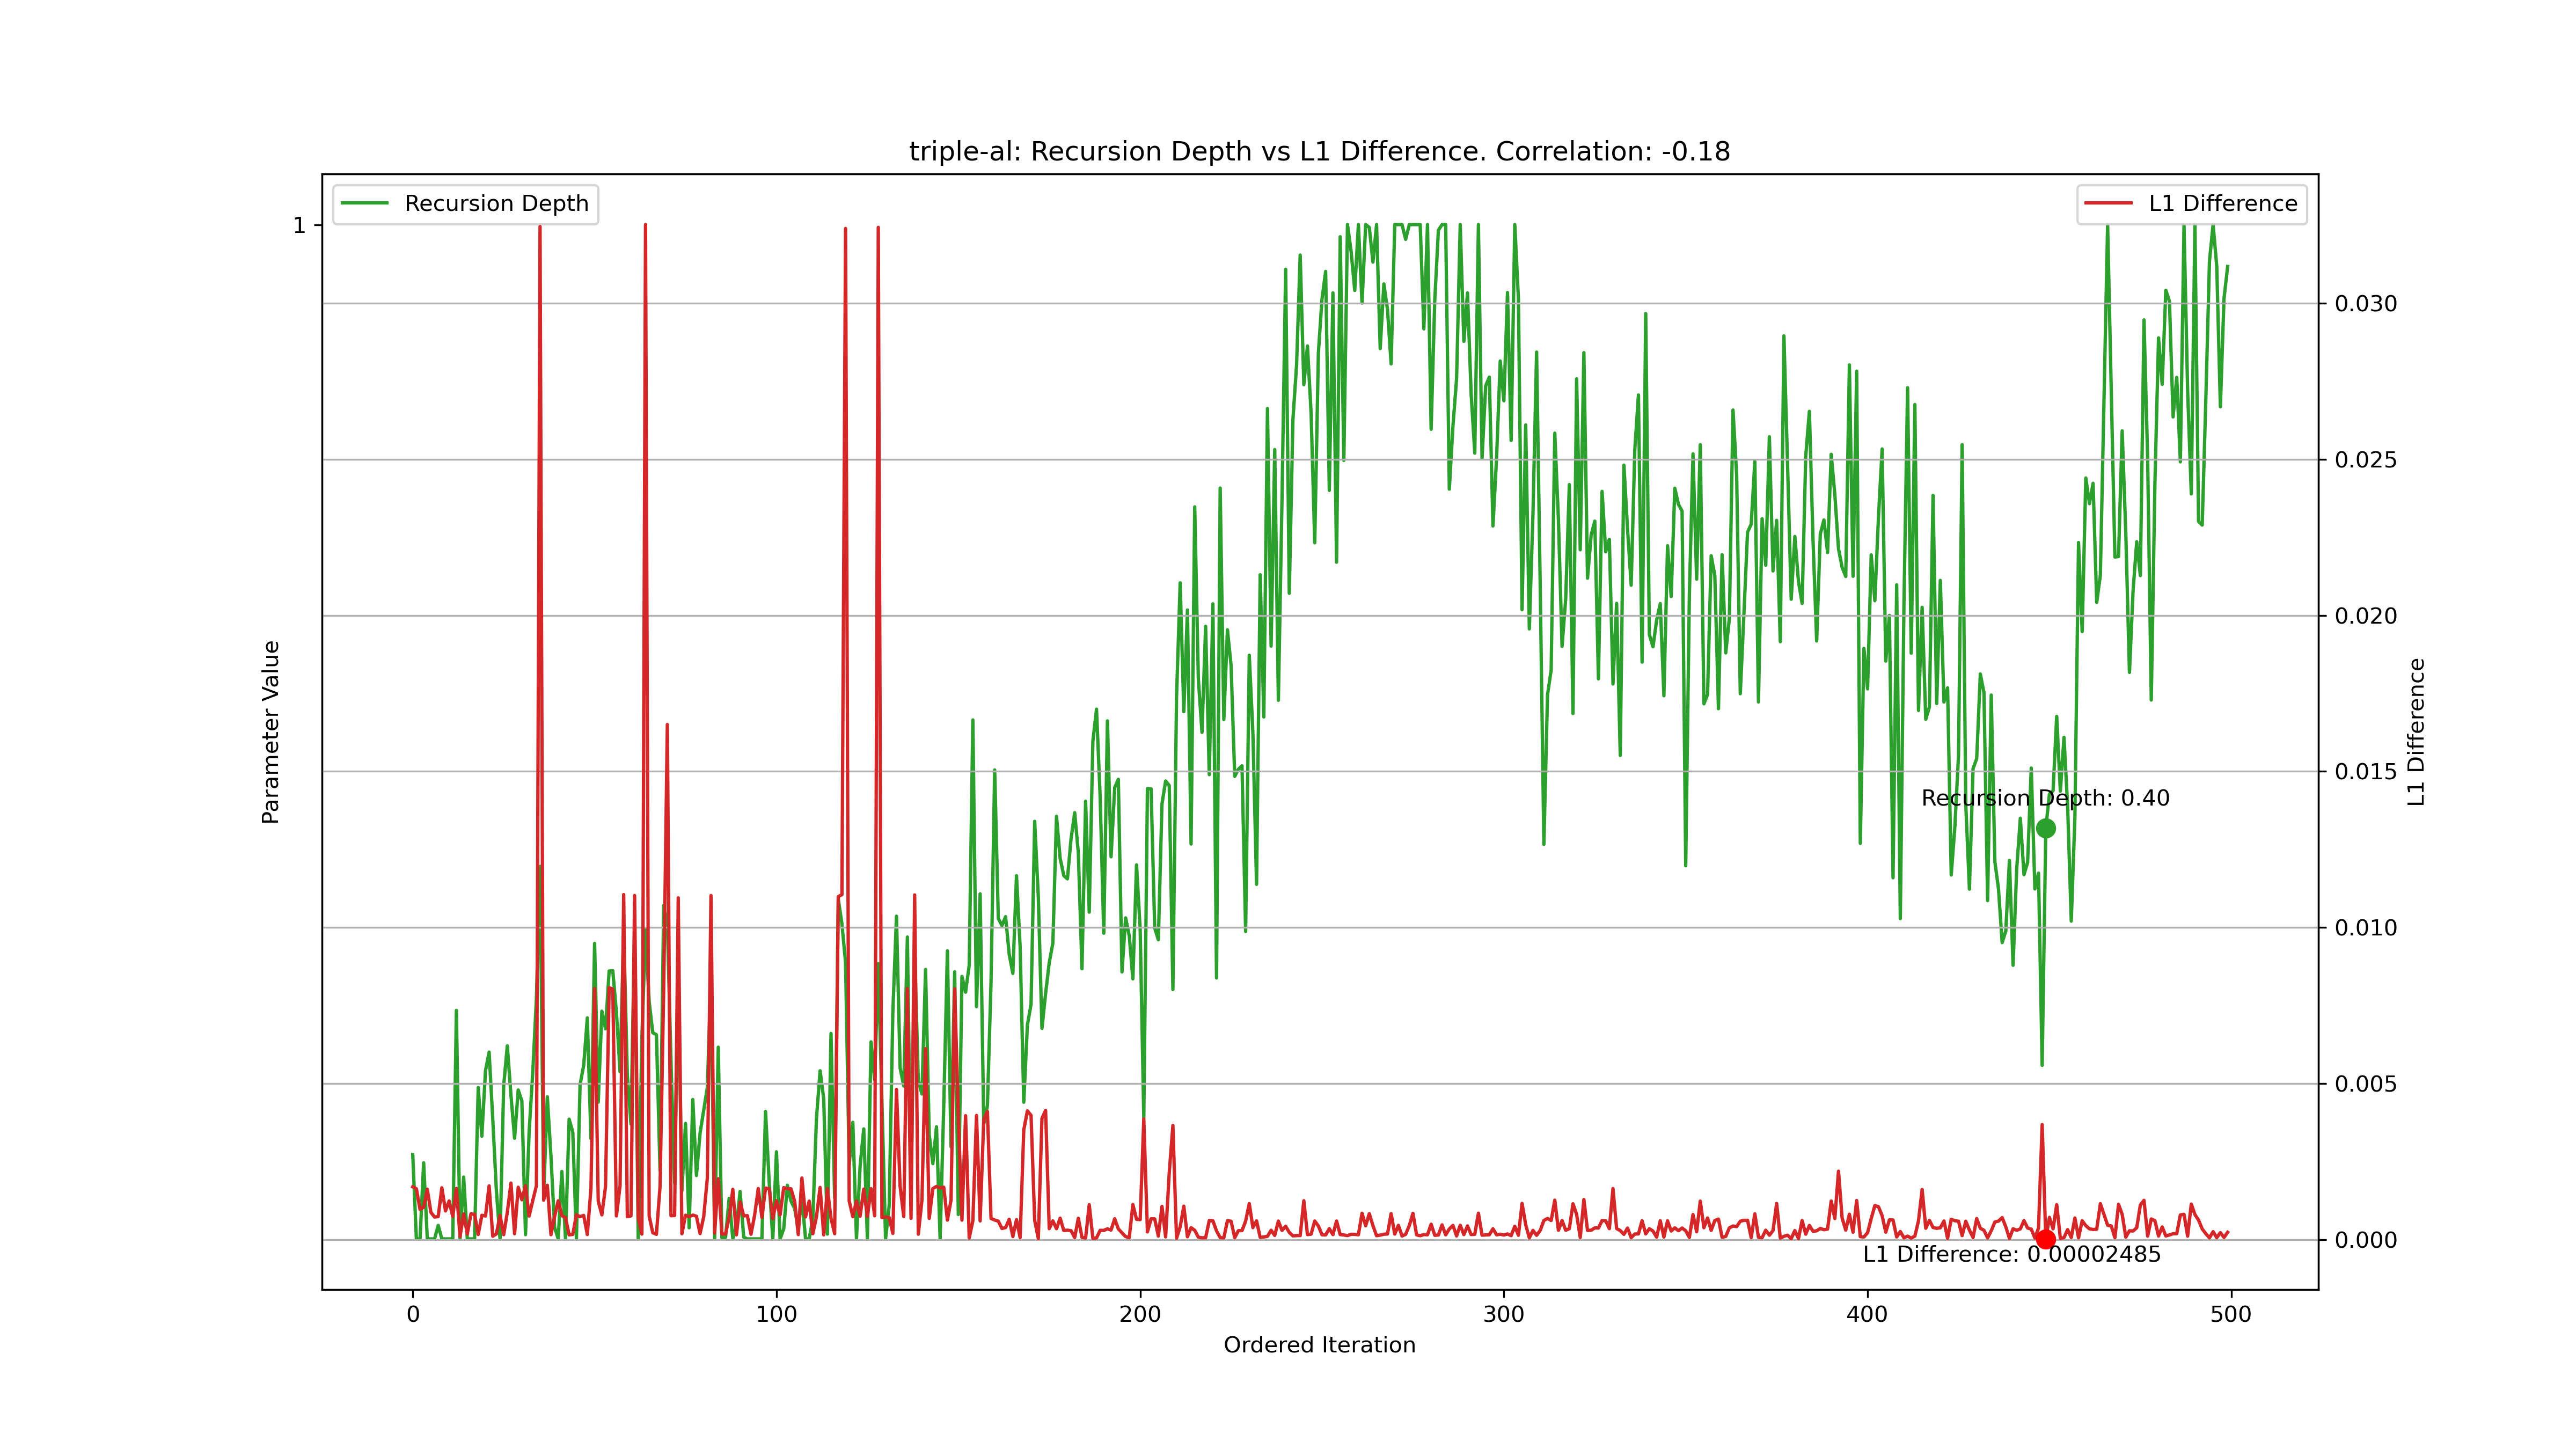 triple-al: Recursion Depth vs L1 Difference. Correlation: -0.18
Recursion Depth
L1 Difference
1
0.030
0.025
0.020
0.015
0.010
0.005
0.000
Parameter Value
L1 Difference
Recursion Depth: 0.40
L1 Difference: 0.00002485
0 100 200 300 400 500
Ordered Iteration